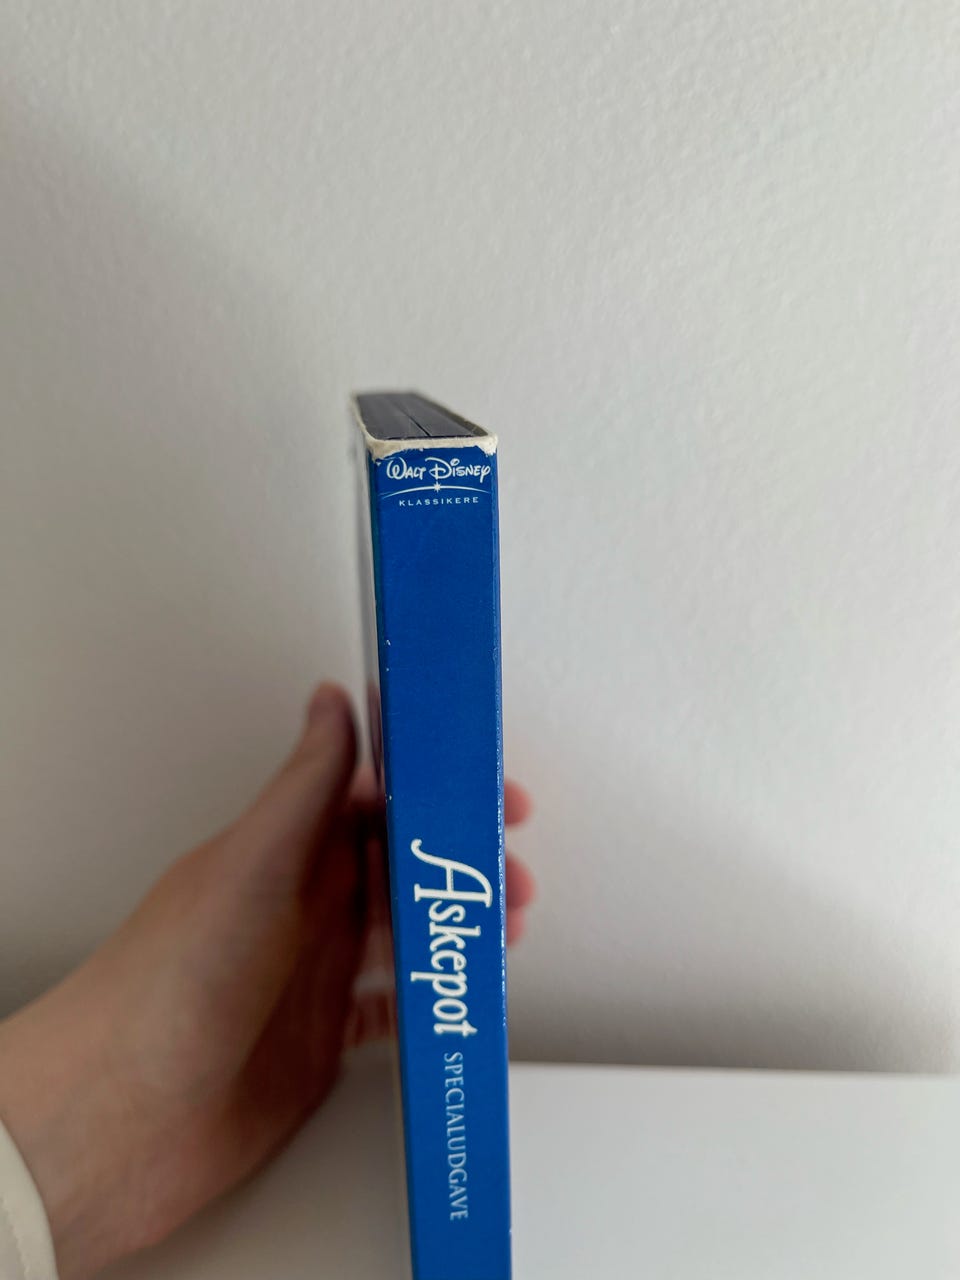 WALT DISNEY
KLASSIKERE
Askepot
SPECIALUDGAVE